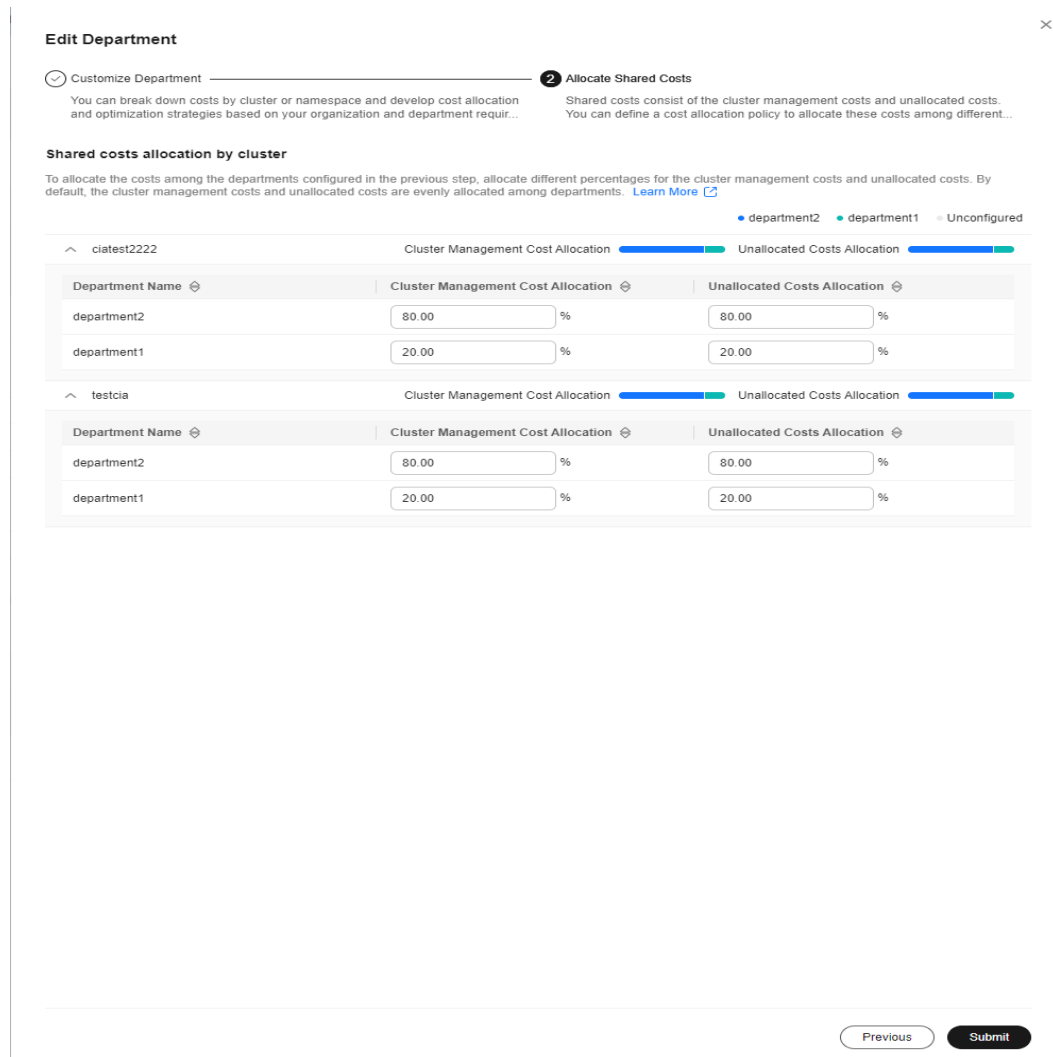 Edit Department
Customize Department
2 Allocate Shared Costs
You can break down costs by cluster or namespace and develop cost allocation
and optimization strategies based on your organization and department requir...
Shared costs consist of the cluster management costs and unallocated costs.
You can define a cost allocation policy to allocate these costs among different...
Shared costs allocation by cluster
To allocate the costs among the departments configured in the previous step, allocate different percentages for the cluster management costs and unallocated costs. By
default, the cluster management costs and unallocated costs are evenly allocated among departments. Learn More
department2 department1 Unconfigured
ciatest2222 Cluster Management Cost Allocation Unallocated Costs Allocation
Department Name Cluster Management Cost Allocation Unallocated Costs Allocation
department2 80.00 % 80.00 %
department1 20.00 % 20.00 %
testcia Cluster Management Cost Allocation Unallocated Costs Allocation
Department Name Cluster Management Cost Allocation Unallocated Costs Allocation
department2 80.00 % 80.00 %
department1 20.00 % 20.00 %
Previous Submit